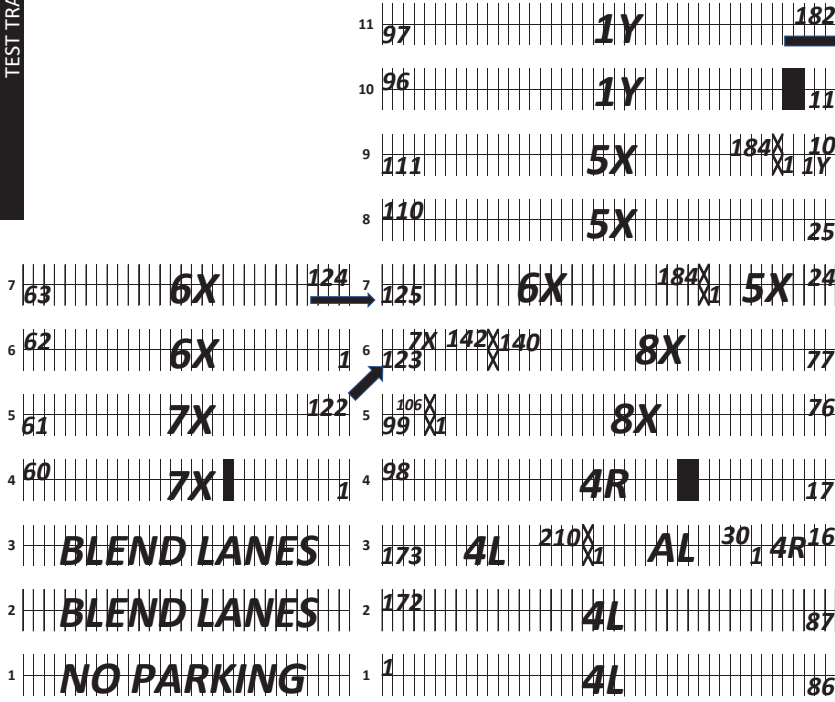 TEST TRA
11 97 1Y 182
10 96 1Y 11
9 111 5X 184 X X 1 10 1Y
8 110 5X 25
7 63 6X 124 7 125 6X 184 X X 1 5X 24
6 62 6X 1 6 123 7X 142 X X 140 8X 77
5 61 7X 122 5 99 106 X X 1 8X 76
4 60 7X 1 4 98 4R 17
3 BLEND LANES 3 173 4L 210 X X 1 AL 30 1 4R 16
2 BLEND LANES 2 172 4L 87
1 NO PARKING 1 1 4L 86